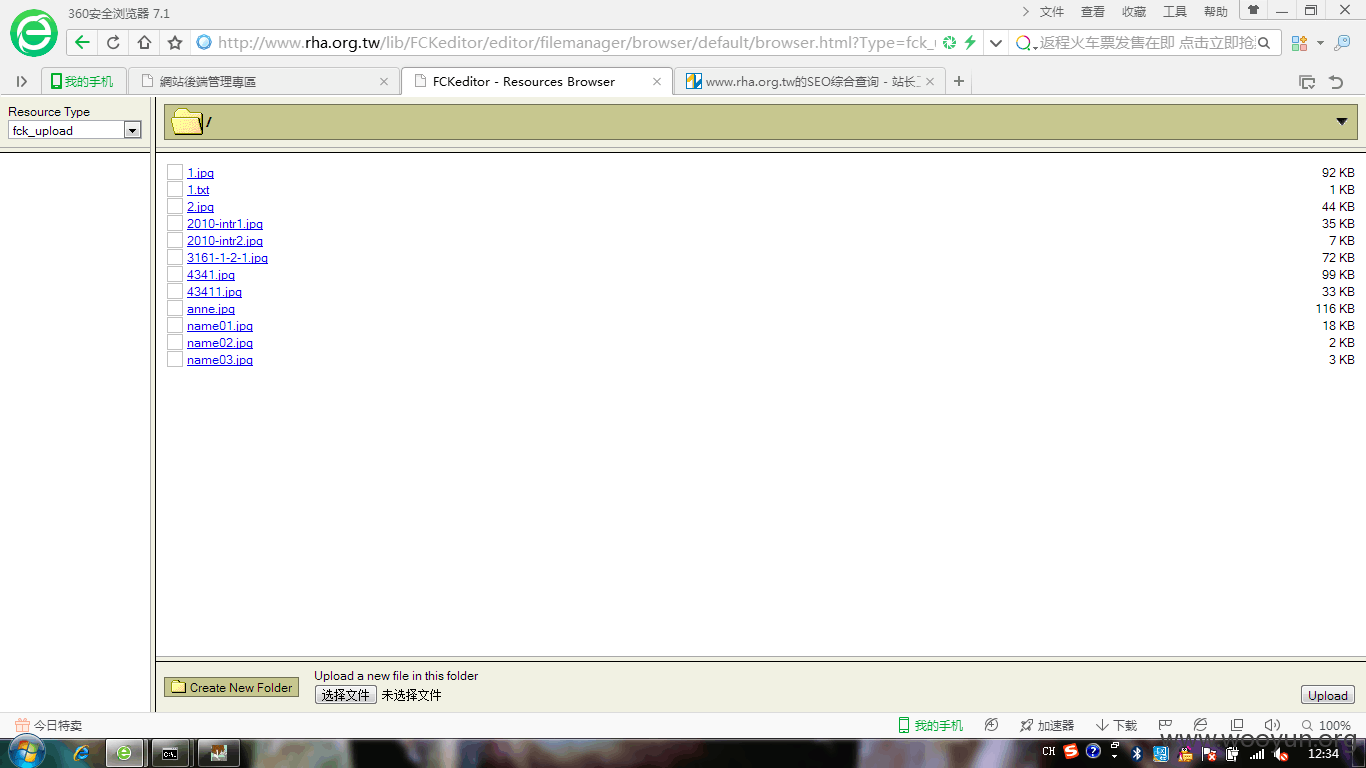 360安全浏览器 7.1
文件 查看 收藏 工具 帮助
http://www.rha.org.tw/lib/FCKeditor/editor/filemanager/browser/default/browser.html?Type=fck_
返程火车票发售在即 点击立即抢
我的手机
網站後端管理專區
FCKeditor - Resources Browser
www.rha.org.tw的SEO综合查询 - 站长
Resource Type
fck_upload
/
1.jpg 92 KB
1.txt 1 KB
2.jpg 44 KB
2010-intr1.jpg 35 KB
2010-intr2.jpg 7 KB
3161-1-2-1.jpg 72 KB
4341.jpg 99 KB
43411.jpg 33 KB
anne.jpg 116 KB
name01.jpg 18 KB
name02.jpg 2 KB
name03.jpg 3 KB
Create New Folder
Upload a new file in this folder
选择文件 未选择文件
Upload
今日特卖
我的手机 加速器 下载 100%
www.wooyun.org
CH 12:34